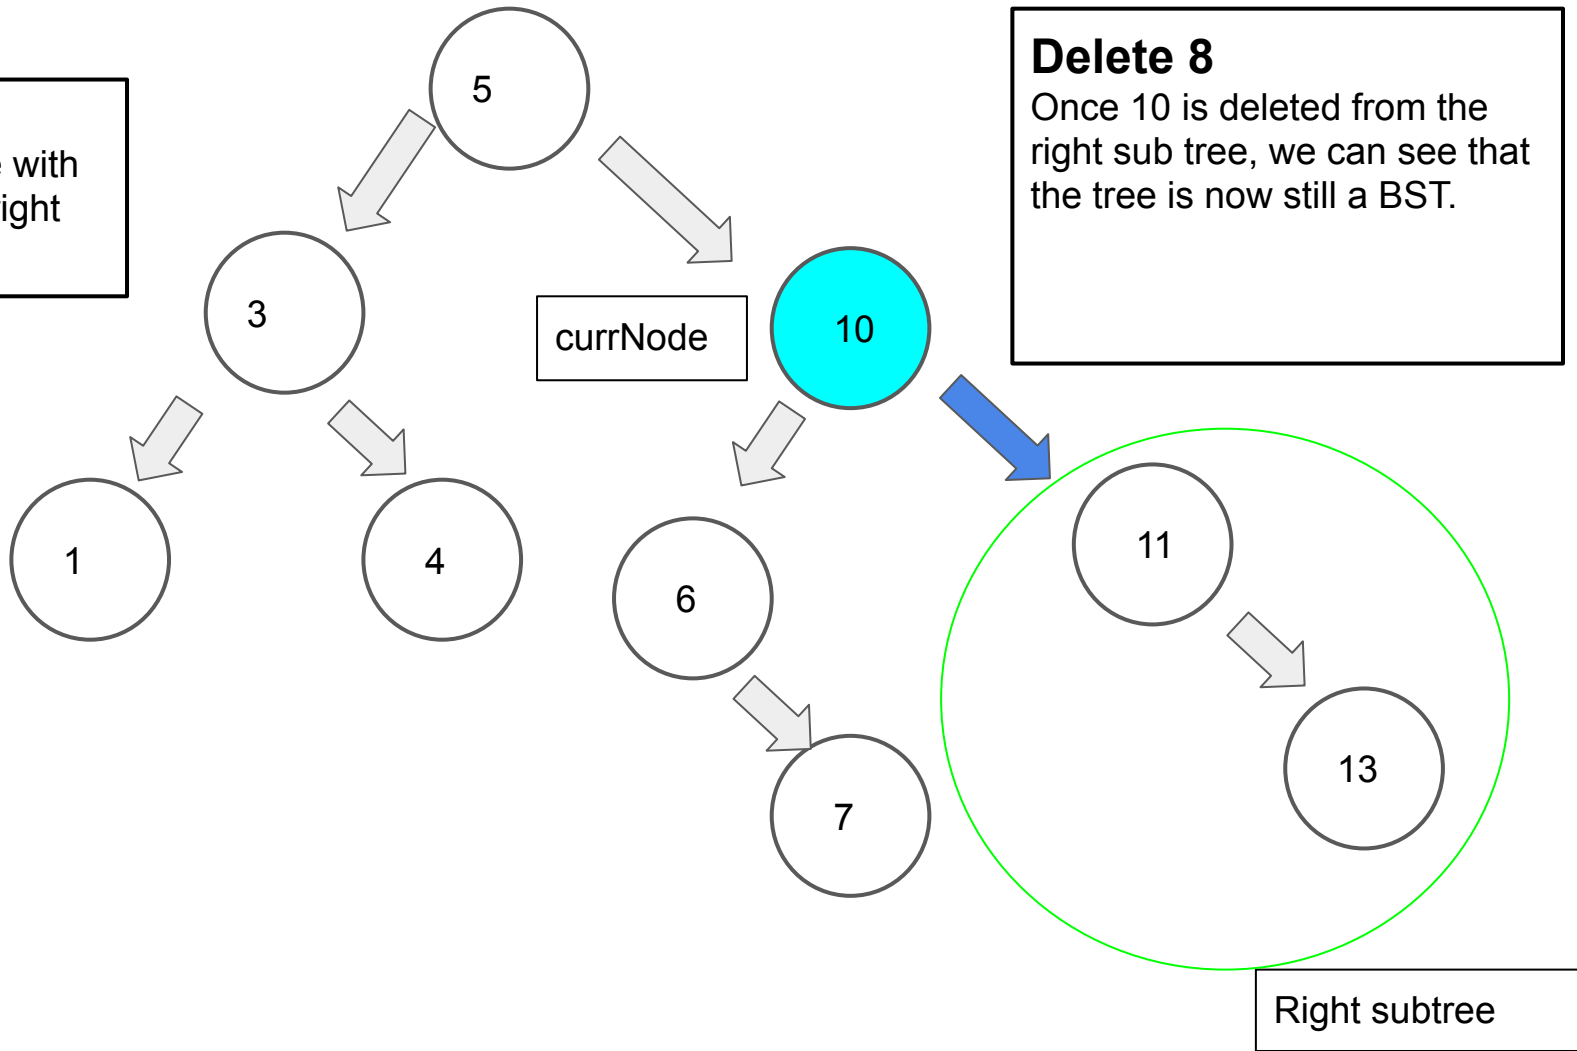 5
Delete 8
Once 10 is deleted from the
right sub tree, we can see that
the tree is now still a BST.
with
3
currNode
10
1
4
6
11
7
13
Right subtree